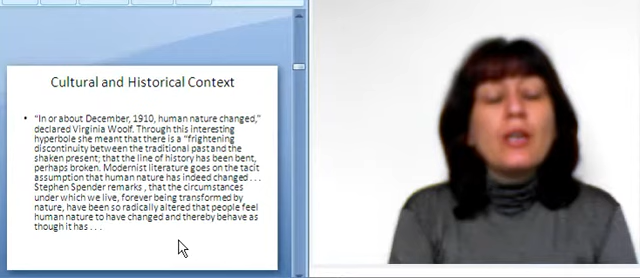 Cultural and Historical Context
• "In or about December, 1910, human nature changed,"
declared Virginia Woolf. Through this interesting
hyperbole she meant that there is a "frightening
discontinuity between the traditional past and the
shaken present; that the line of history has been bent,
perhaps broken. Modernist literature goes on the tacit
assumption that human nature has indeed changed . . .
Stephen Spender remarks , that the circumstances
under which we live, forever being transformed by
nature, have been so radically altered that people feel
human nature to have changed and thereby behave as
though it has . . .